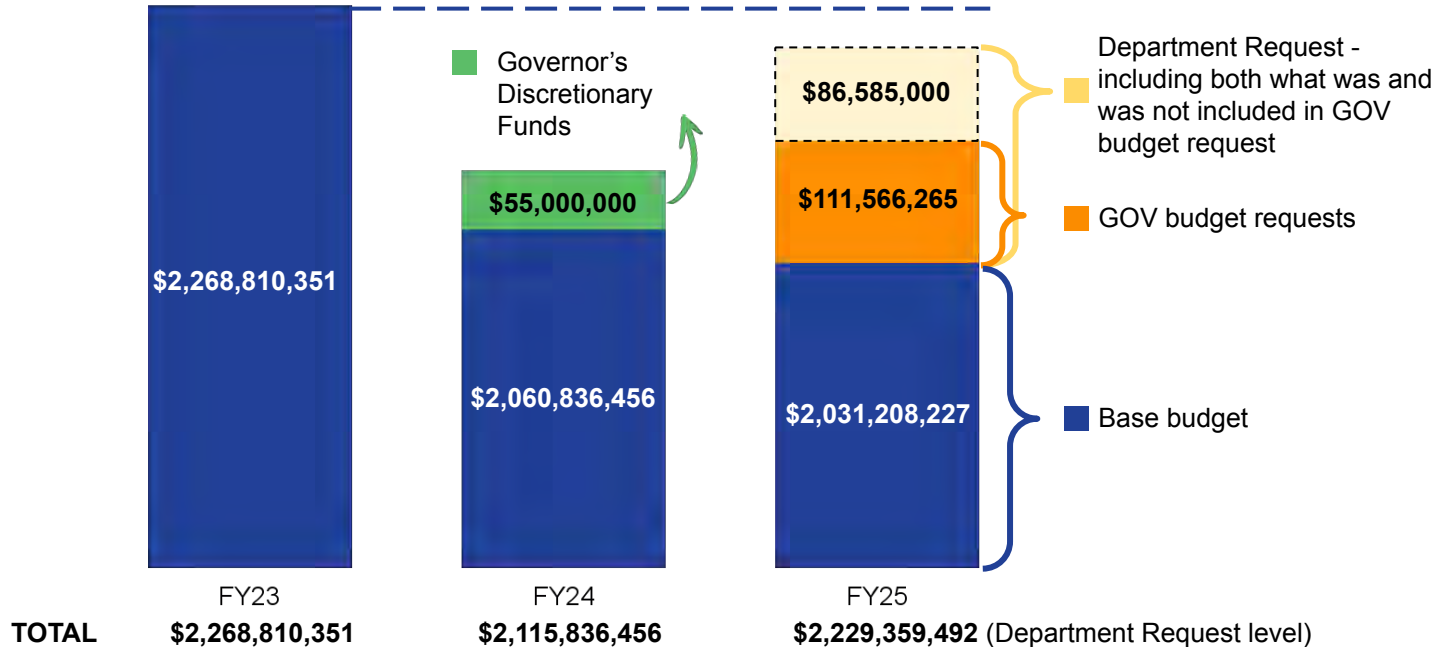 Governor's
Discretionary
Funds
Department Request -
including both what was and
was not included in GOV
budget request
$86,585,000
$55,000,000
$111,566,265
GOV budget requests
$2,268,810,351
$2,060,836,456
$2,031,208,227
Base budget
FY23
FY24
FY25
TOTAL $2,268,810,351 $2,115,836,456 $2,229,359,492 (Department Request level)